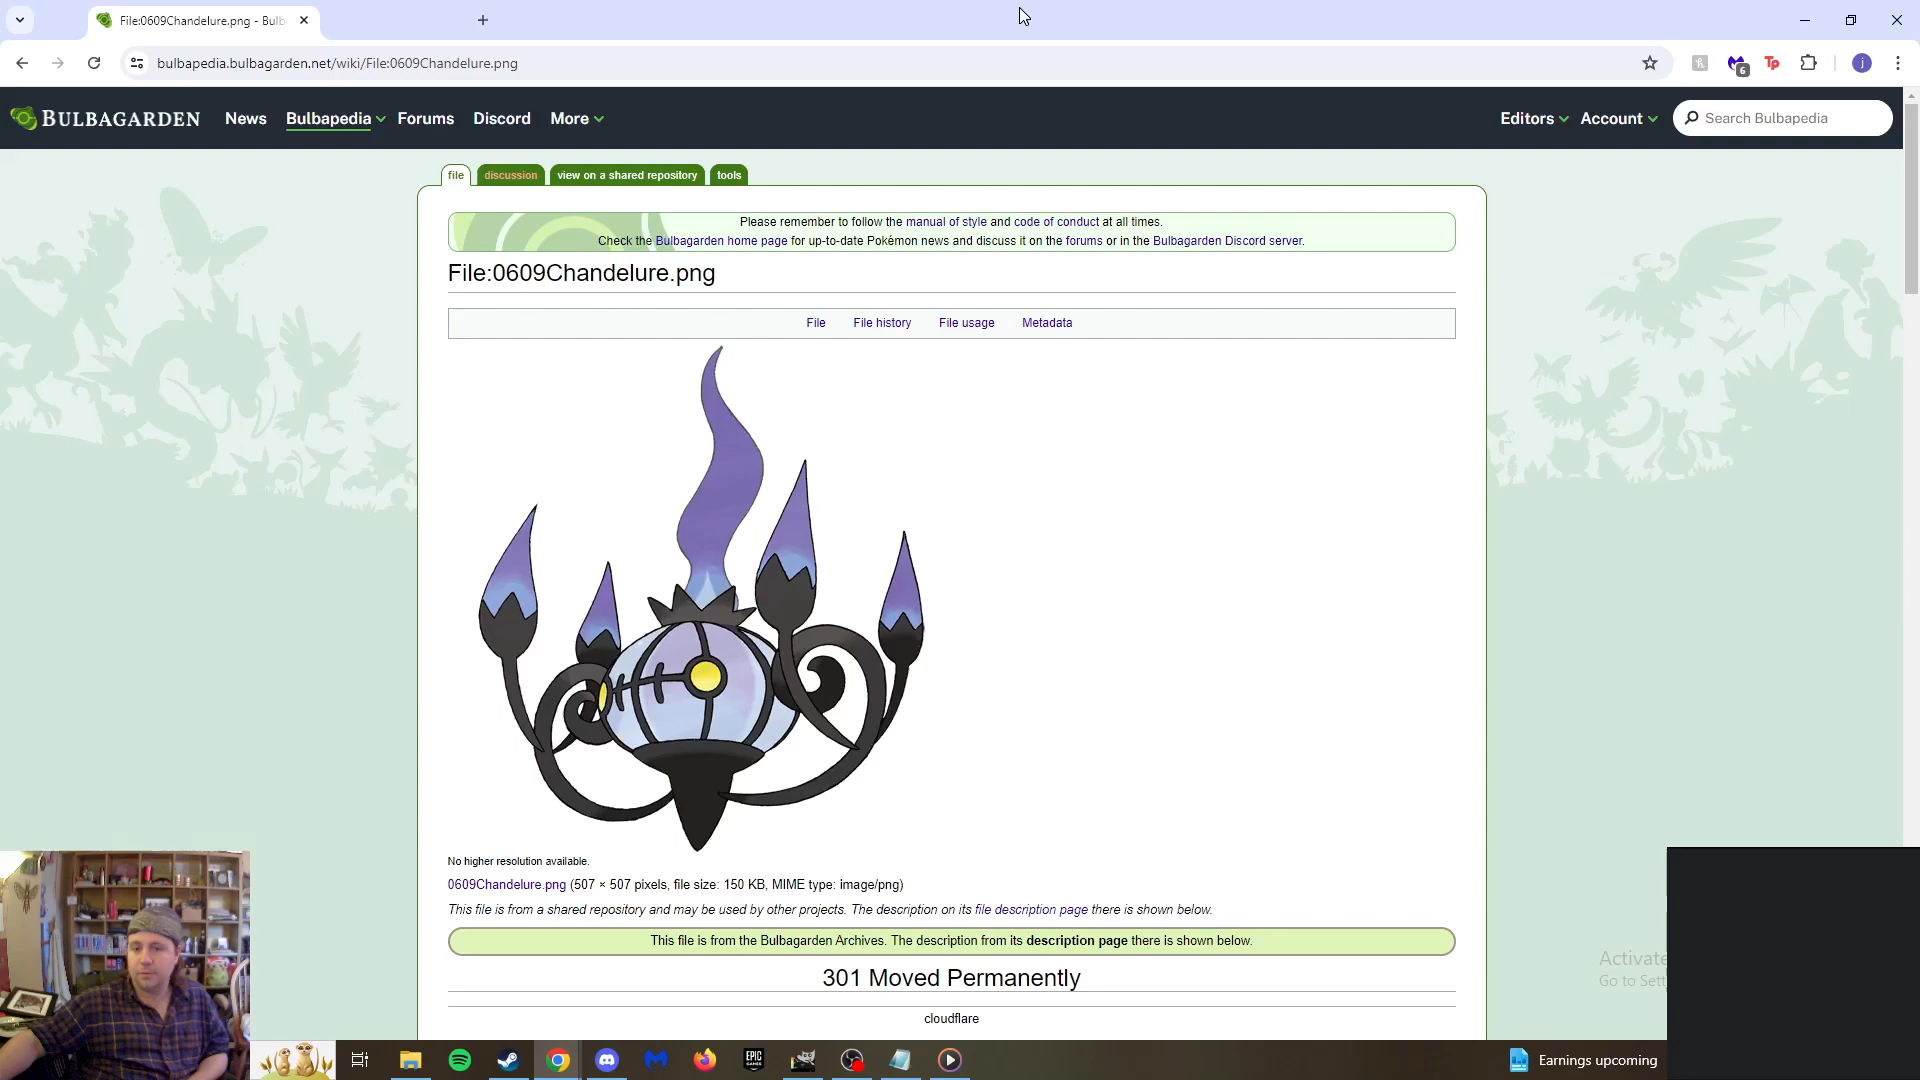 File:0609Chandelure.png - Bulb
bulbapedia.bulbagarden.net/wiki/File:0609Chandelure.png
6
Tp
j
BULBAGARDEN
News
Bulbapedia
Forums
Discord
More
Editors
Account
Search Bulbapedia
file
discussion
view on a shared repository
tools
Please remember to follow the manual of style and code of conduct at all times.
Check the Bulbagarden home page for up-to-date Pokémon news and discuss it on the forums or in the Bulbagarden Discord server.
File:0609Chandelure.png
File
File history
File usage
Metadata
No higher resolution available.
0609Chandelure.png (507 × 507 pixels, file size: 150 KB, MIME type: image/png)
This file is from a shared repository and may be used by other projects. The description on its file description page there is shown below.
This file is from the Bulbagarden Archives. The description from its description page there is shown below.
301 Moved Permanently
cloudflare
Activate
Go to Sett
EPIC
GAMES
Earnings upcoming